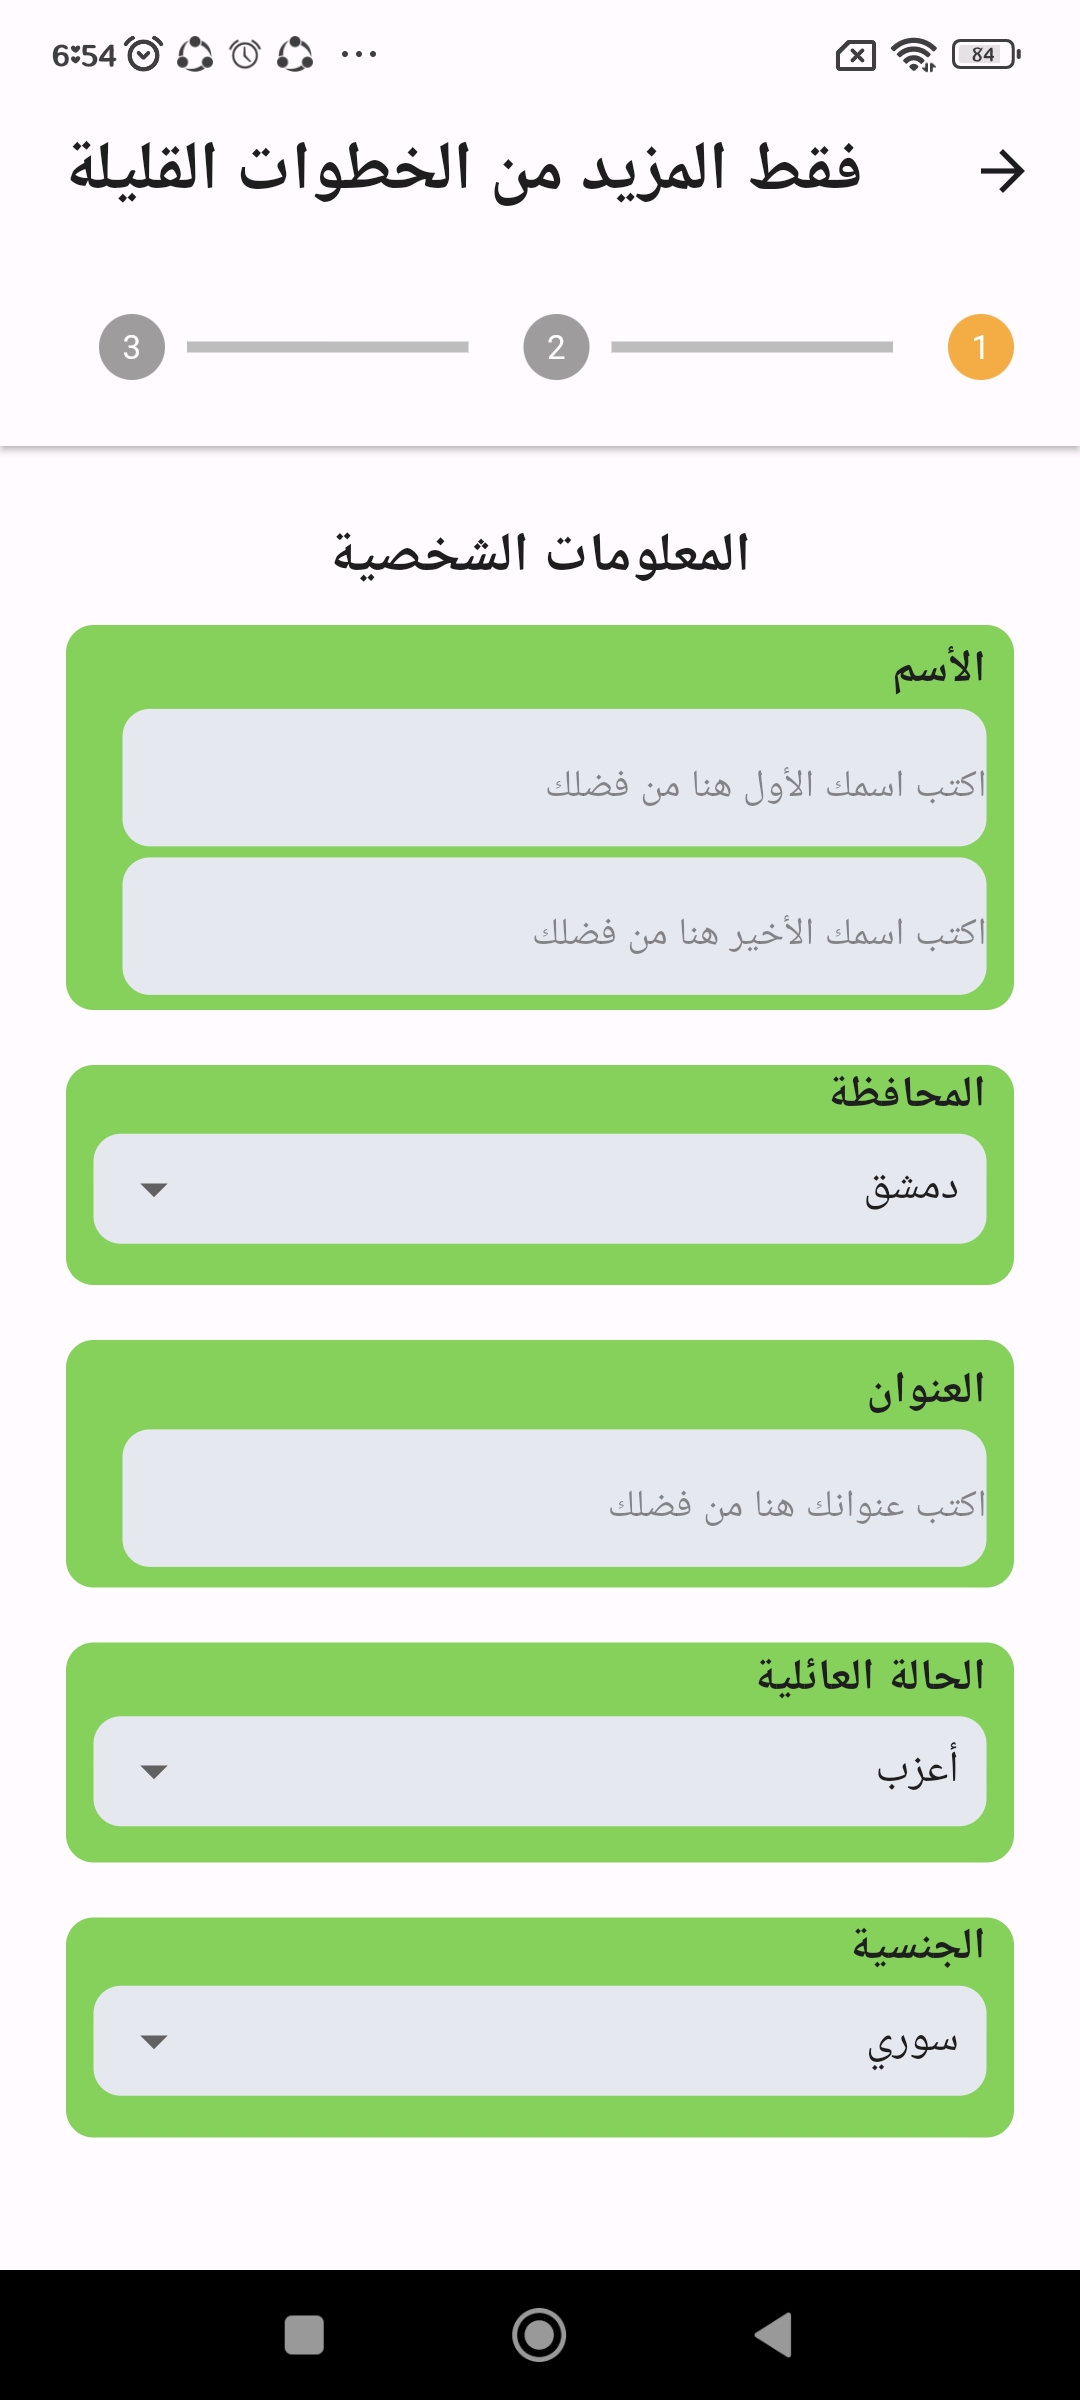 6:54
84
فقط المزيد من الخطوات القليلة
1 2 3
المعلومات الشخصية
الأسم
اكتب اسمك الأول هنا من فضلك
اكتب اسمك الأخير هنا من فضلك
المحافظة
دمشق
العنوان
اكتب عنوانك هنا من فضلك
الحالة العائلية
أعزب
الجنسية
سوري